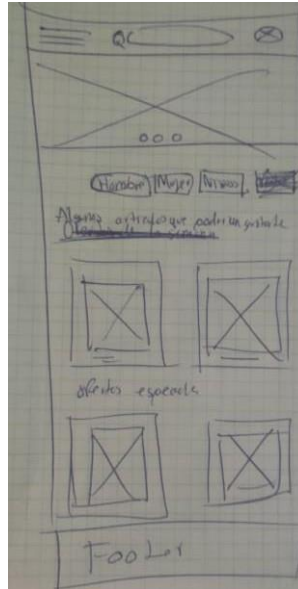 Hombre Mujer Niños
Algunos artículos que podrían gustarte
ofertas especiales
Footer